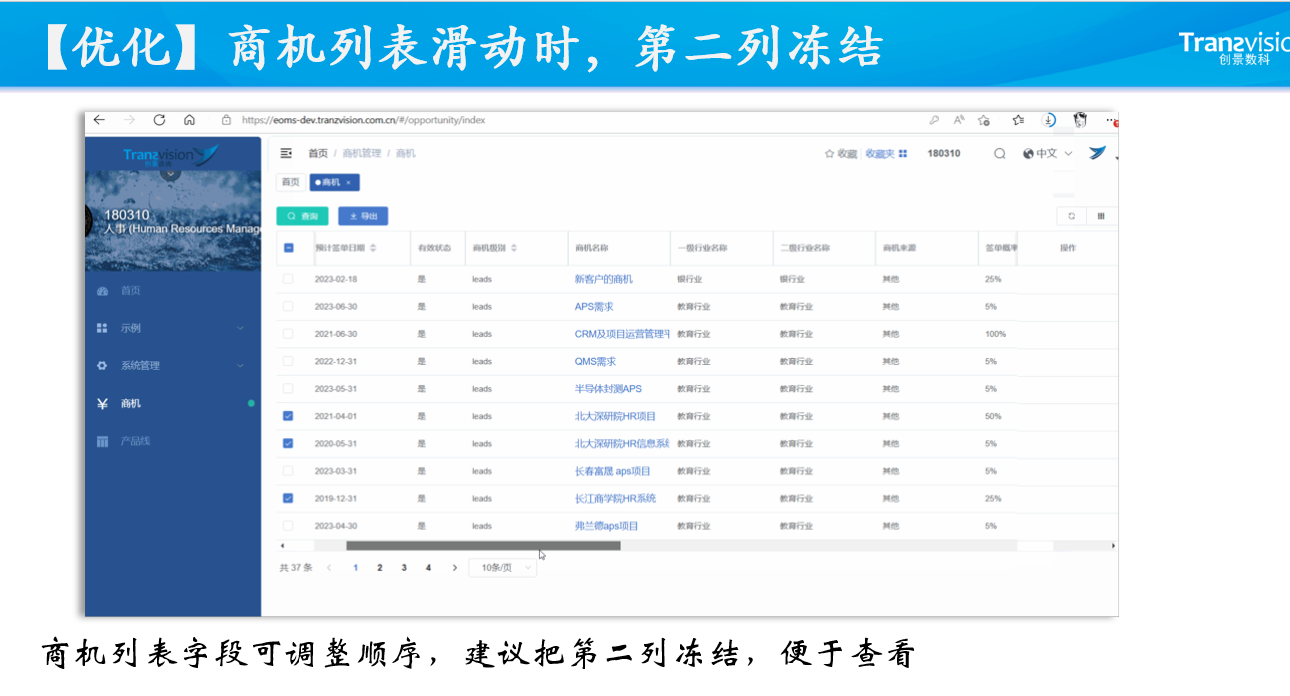 【优化】商机列表滑动时，第二列冻结
Tranzvisio
创景数科
https://eoms-dev.tranzvision.com.cn/#/opportunity/index
Tranzvision
首页 / 商机管理 / 商机
收藏 收藏夹 180310 中文
首页 商机 ×
180310
人事 (Human Resources Manag
查询 导出
预计签单日期 有效状态 商机级别 商机名称 一级行业名称 二级行业名称 商机来源 签单概率 操作
2023-02-18 是 leads 新客户的商机 银行业 银行业 其他 25%
2023-06-30 是 leads APS需求 教育行业 教育行业 其他 5%
2021-06-30 是 leads CRM及项目运营管理平 教育行业 教育行业 其他 100%
2022-12-31 是 leads QMS需求 教育行业 教育行业 其他 5%
2023-05-31 是 leads 半导体封测APS 教育行业 教育行业 其他 5%
2021-04-01 是 leads 北大深研院HR项目 教育行业 教育行业 其他 50%
2020-05-31 是 leads 北大深研院HR信息系统 教育行业 教育行业 其他 5%
2023-03-31 是 leads 长春富晟 aps项目 教育行业 教育行业 其他 5%
2019-12-31 是 leads 长江商学院HR系统 教育行业 教育行业 其他 25%
2023-04-30 是 leads 弗兰德aps项目 教育行业 教育行业 其他 5%
首页
示例
系统管理
商机
产品线
共 37 条 1 2 3 4 10条/页
商机列表字段可调整顺序，建议把第二列冻结，便于查看